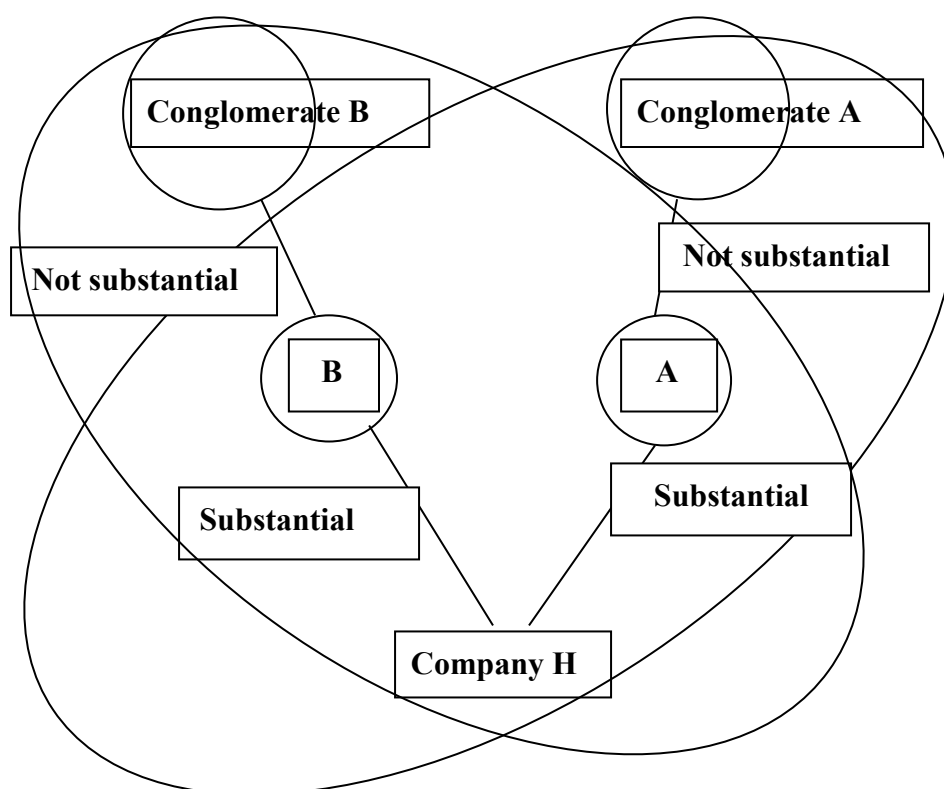 Conglomerate B
Conglomerate A
Not substantial
Not substantial
B
A
Substantial
Substantial
Company H